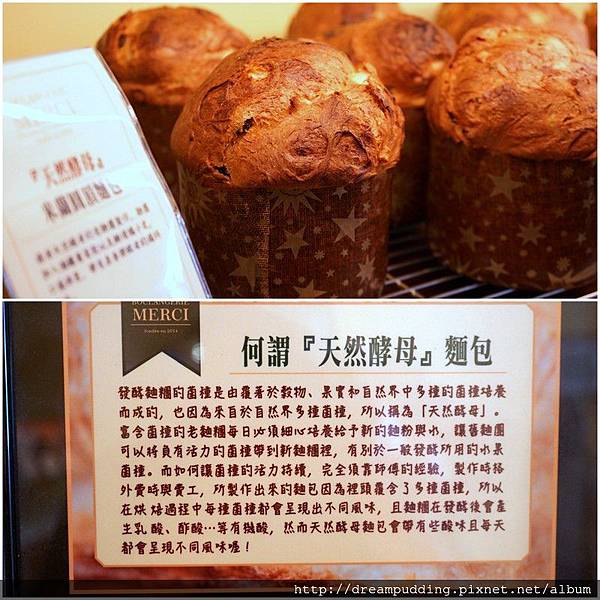 MERCI
『天然酵母』
米蘭圓頂麵包
BOULANGERIE
MERCI
何謂『天然酵母』麵包
發酵麵糰的菌種是由覆著於穀物、果實和自然界中多種的菌種培養
而成的，也因為來自於自然界多種菌種，所以稱為「天然酵母」。
富含菌種的老麵糰每日必須細心培養給予新的麵粉與水，讓舊麵團
可以將負有活力的菌種帶到新麵糰裡，有別於一般發酵所用的水果
菌種。而如何讓菌種的活力持續，完全須靠師傅的經驗，製作時格
外費時與費工，所製作出來的麵包因為裡頭覆含了多種菌種，所以
在烘焙過程中每種菌種都會呈現出不同風味，且麵糰在發酵後會產
生乳酸、酢酸…等有機酸，然而天然酵母麵包會帶有些酸味且每天
都會呈現不同風味喔！
http://dreampudding.pixnet.net/album